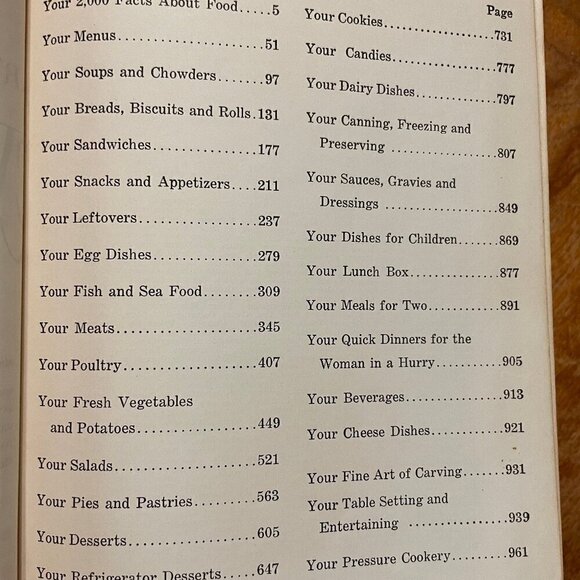 Your 2,000 Facts About Food.....5
Your Menus....................51
Your Soups and Chowders.......97
Your Breads, Biscuits and Rolls.131
Your Sandwiches...............177
Your Snacks and Appetizers....211
Your Leftovers.................237
Your Egg Dishes...............279
Your Fish and Sea Food........309
Your Meats....................345
Your Poultry...................407
Your Fresh Vegetables
and Potatoes.................449
Your Salads....................521
Your Pies and Pastries.........563
Your Desserts..................605
Your Refrigerator Desserts....647
Page
Your Cookies..................731
Your Candies.................777
Your Dairy Dishes............797
Your Canning, Freezing and
Preserving ................807
Your Sauces, Gravies and
Dressings .................849
Your Dishes for Children......869
Your Lunch Box..............877
Your Meals for Two...........891
Your Quick Dinners for the
Woman in a Hurry..........905
Your Beverages...............913
Your Cheese Dishes...........921
Your Fine Art of Carving......931
Your Table Setting and
Entertaining ...............939
Your Pressure Cookery........961